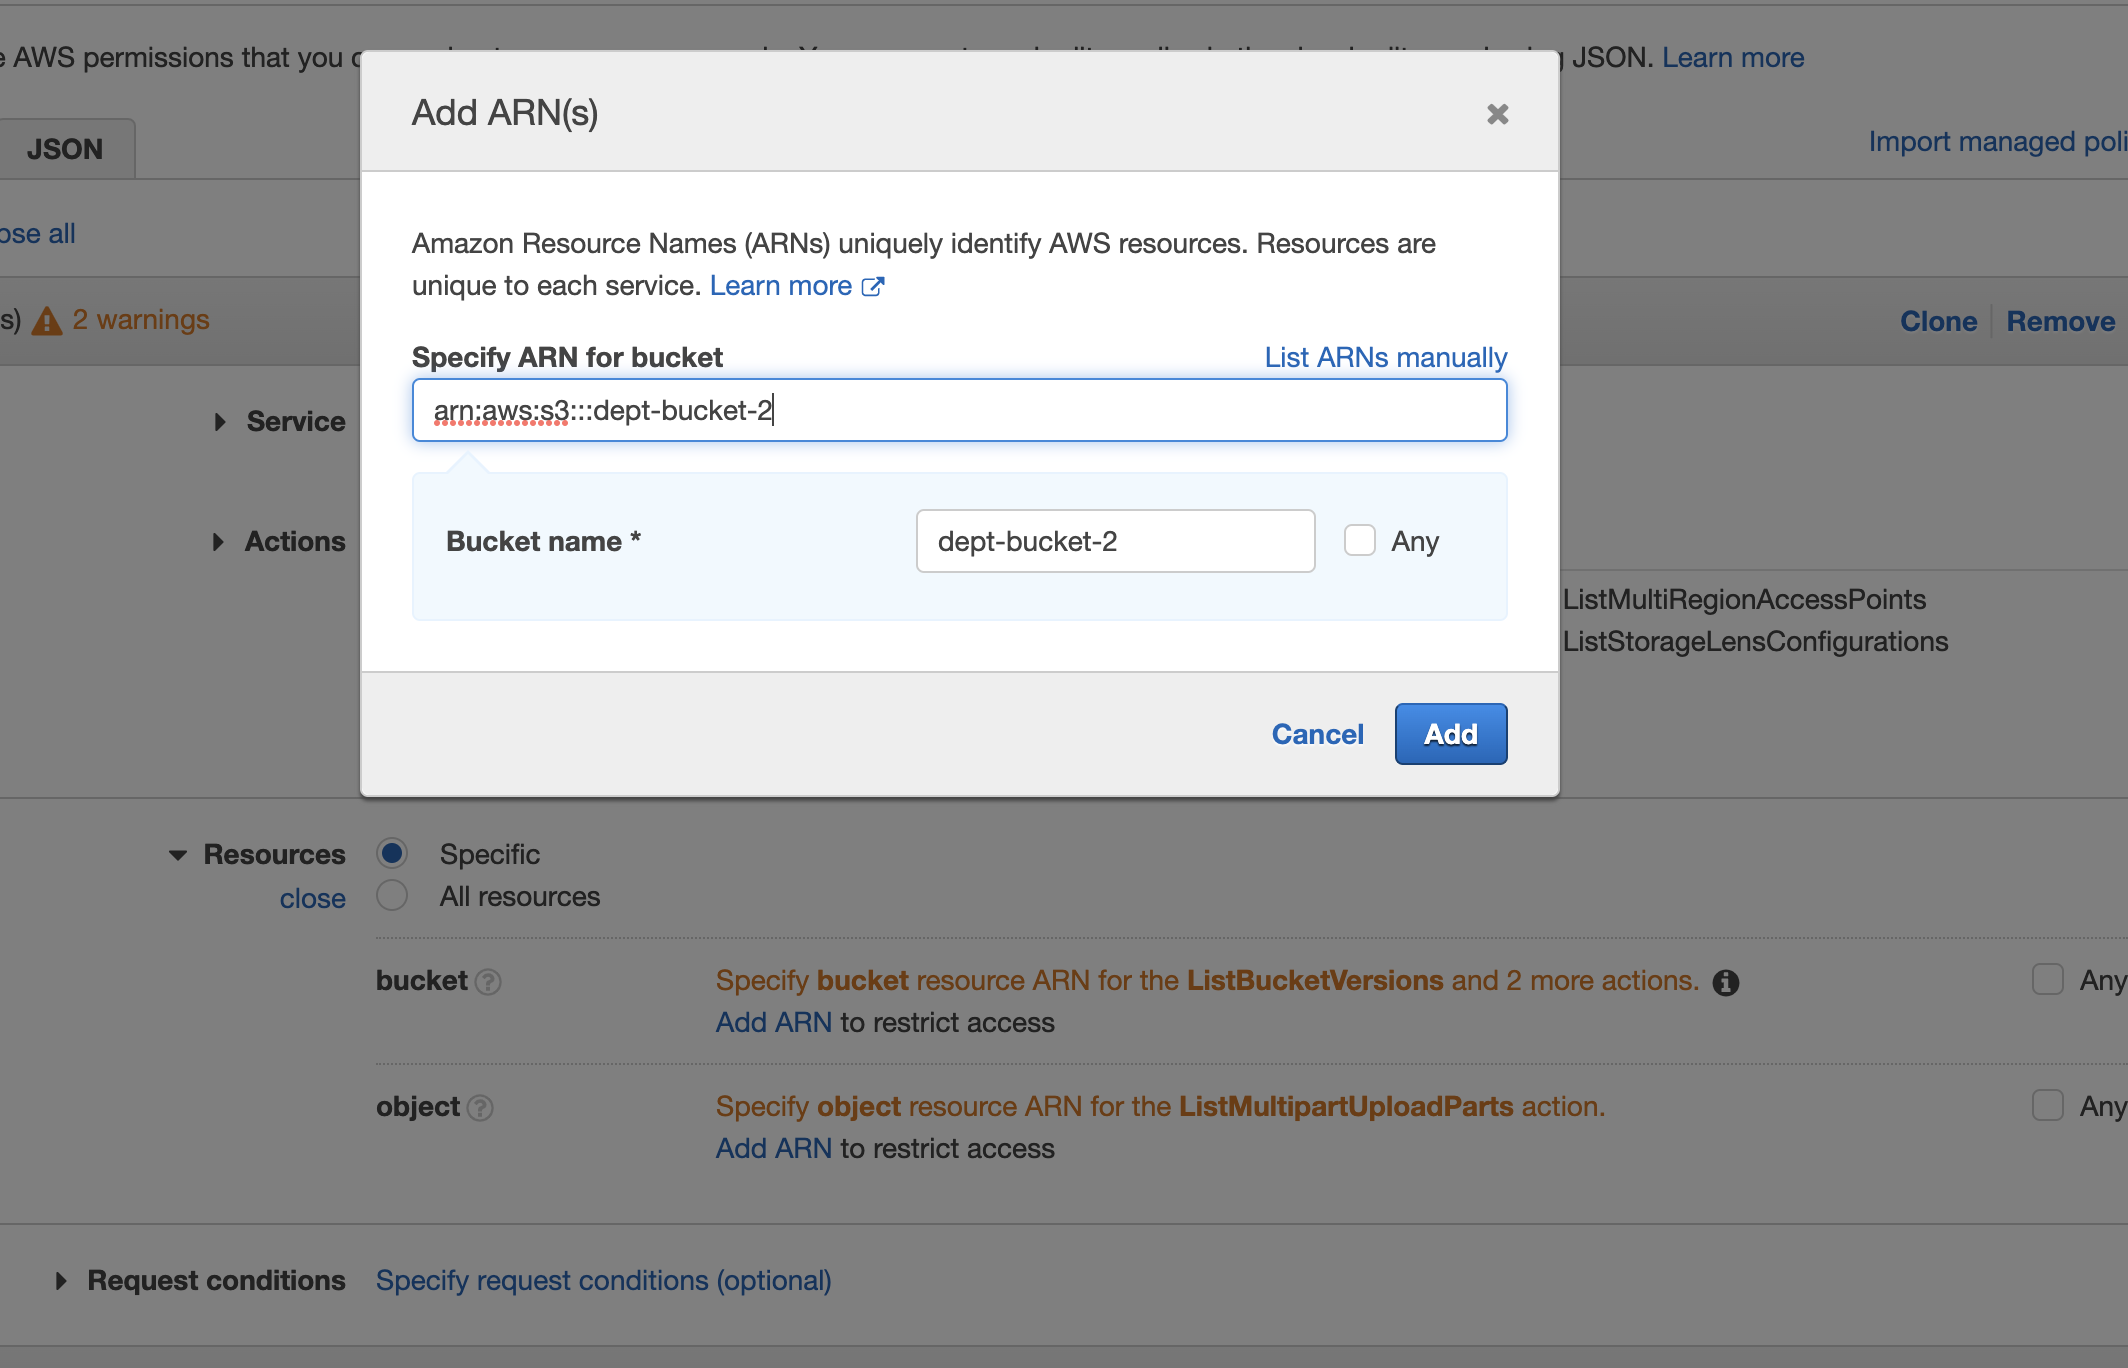 AWS permissions that you
JSON. Learn more
Add ARN(s)
JSON
Import managed
all
Amazon Resource Names (ARNs) uniquely identify AWS resources. Resources are
unique to each service. Learn more
2 warnings
Clone Remove
Specify ARN for bucket List ARNs manually
arn:aws:s3:::dept-bucket-2
Service
Bucket name * dept-bucket-2 Any
Actions
ListMultiRegionAccessPoints
ListStorageLensConfigurations
Cancel Add
Resources Specific
close All resources
bucket ? Specify bucket resource ARN for the ListBucketVersions and 2 more actions. i Any
Add ARN to restrict access
object ? Specify object resource ARN for the ListMultipartUploadParts action. Any
Add ARN to restrict access
Request conditions Specify request conditions (optional)